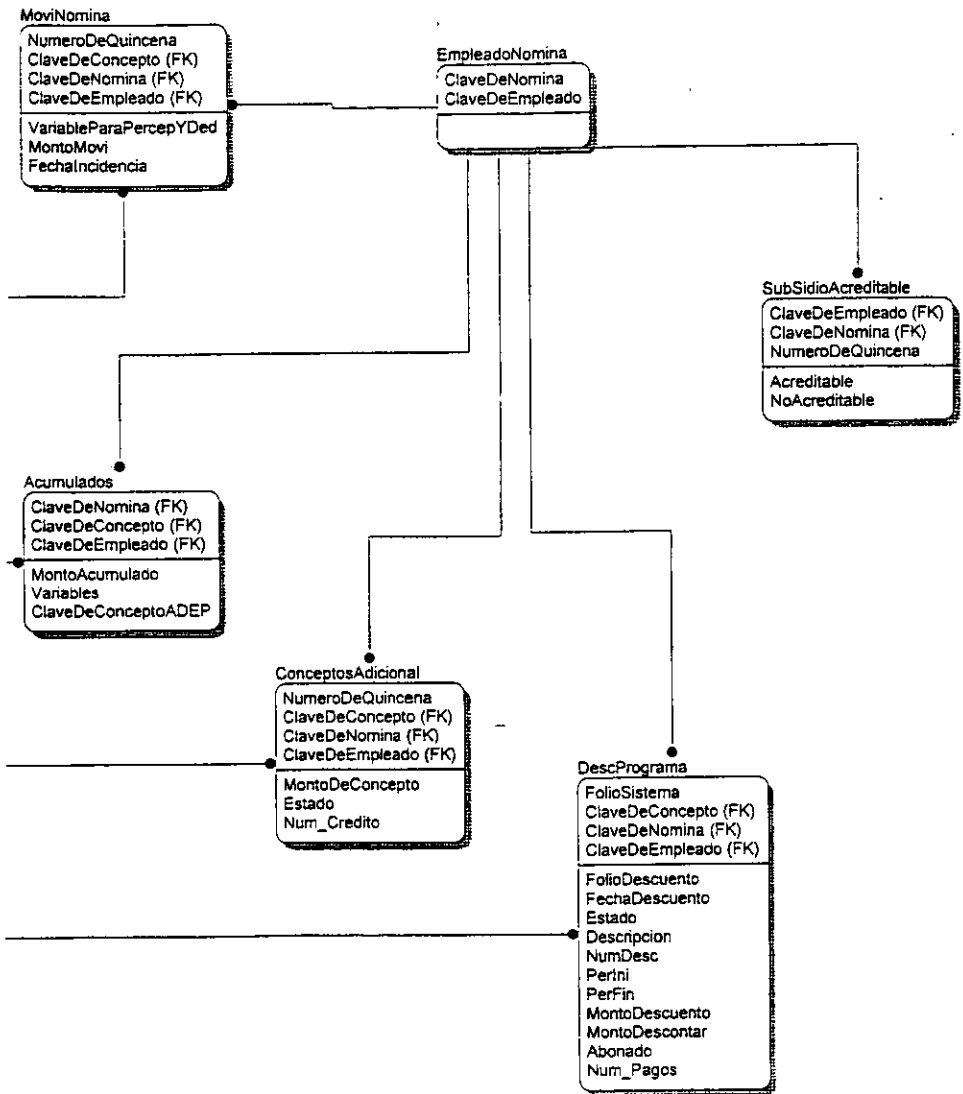 MoviNomina
NumeroDeQuincena
ClaveDeConcepto (FK)
ClaveDeNomina (FK)
ClaveDeEmpleado (FK)
VariableParaPercepYDed
MontoMovi
FechaIncidencia
EmpleadoNomina
ClaveDeNomina
ClaveDeEmpleado
SubSidioAcreditable
ClaveDeEmpleado (FK)
ClaveDeNomina (FK)
NumeroDeQuincena
Acreditable
NoAcreditable
Acumulados
ClaveDeNomina (FK)
ClaveDeConcepto (FK)
ClaveDeEmpleado (FK)
MontoAcumulado
Variables
ClaveDeConceptoADEP
ConceptosAdicional
NumeroDeQuincena
ClaveDeConcepto (FK)
ClaveDeNomina (FK)
ClaveDeEmpleado (FK)
MontoDeConcepto
Estado
Num_Credito
DescPrograma
FolioSistema
ClaveDeConcepto (FK)
ClaveDeNomina (FK)
ClaveDeEmpleado (FK)
FolioDescuento
FechaDescuento
Estado
Descripcion
NumDesc
PerIni
PerFin
MontoDescuento
MontoDescontar
Abonado
Num_Pagos